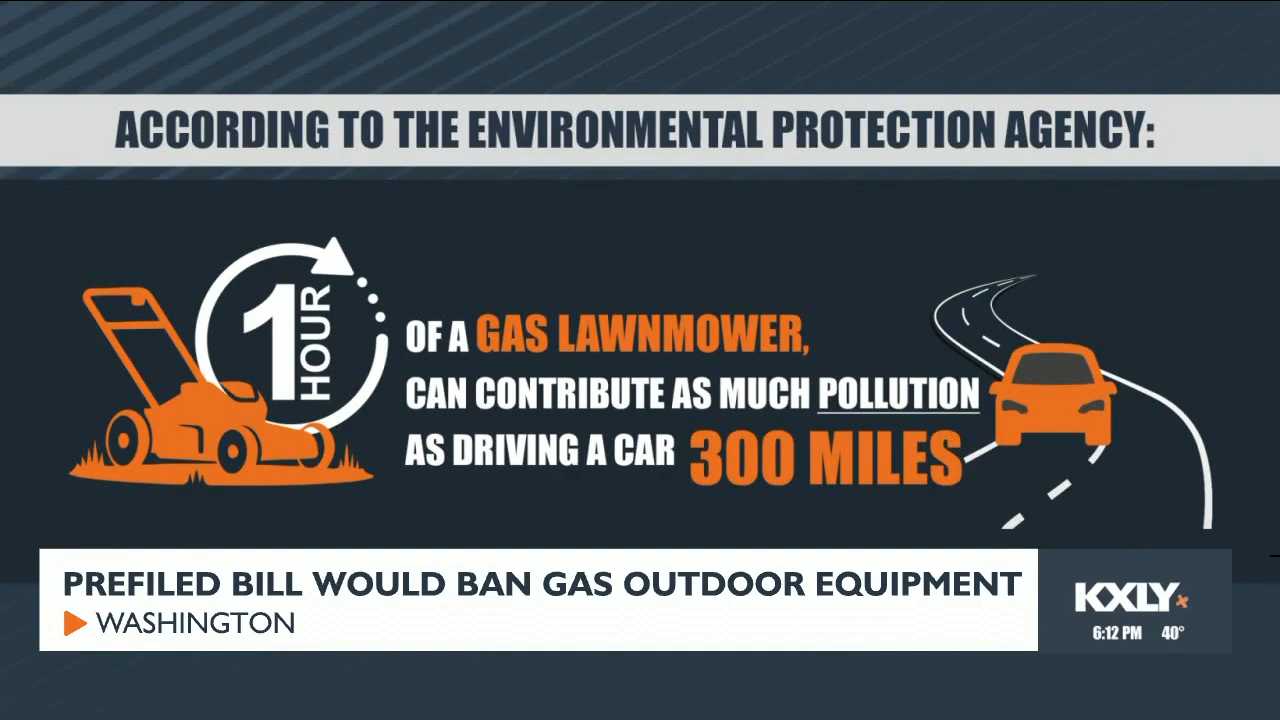 ACCORDING TO THE ENVIRONMENTAL PROTECTION AGENCY:
1 HOUR
OF A GAS LAWNMOWER,
CAN CONTRIBUTE AS MUCH POLLUTION
AS DRIVING A CAR 300 MILES
PREFILED BILL WOULD BAN GAS OUTDOOR EQUIPMENT
WASHINGTON
KXLY
6:12 PM 40°